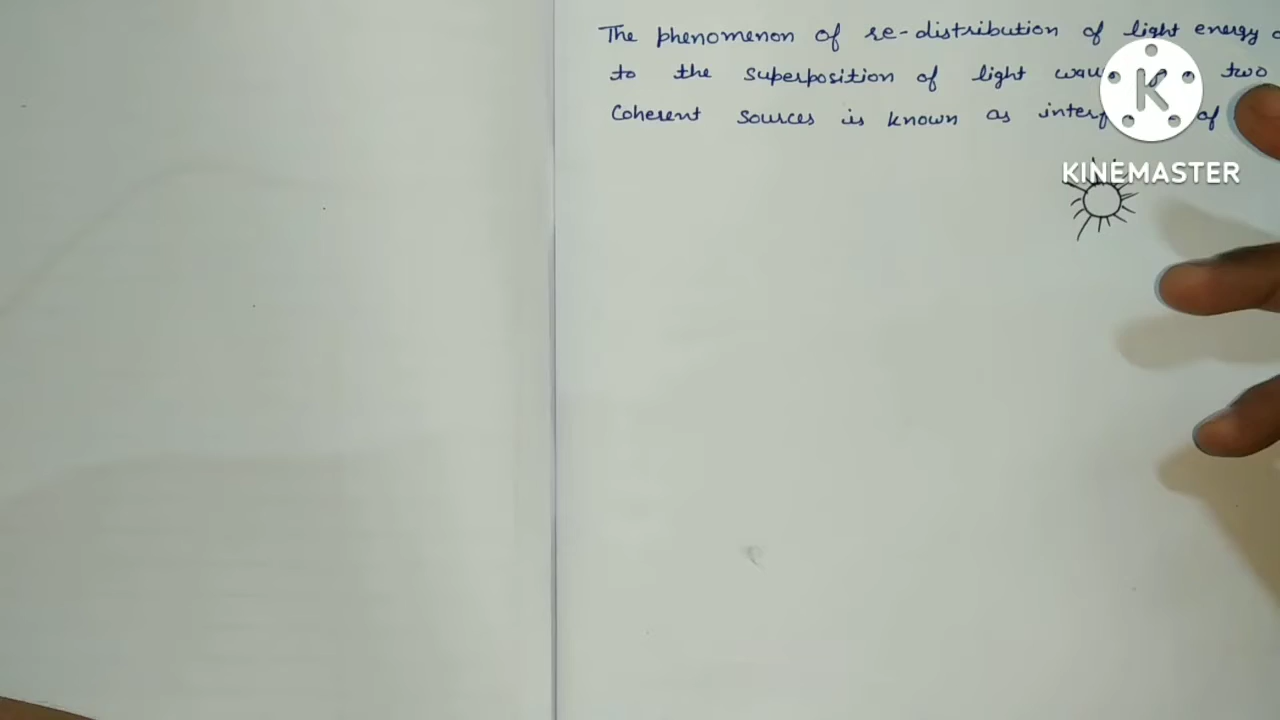 The phenomenon of re-distribution of light energy
to the superposition of light two
Coherent sources is known as of
K
KINEMASTER